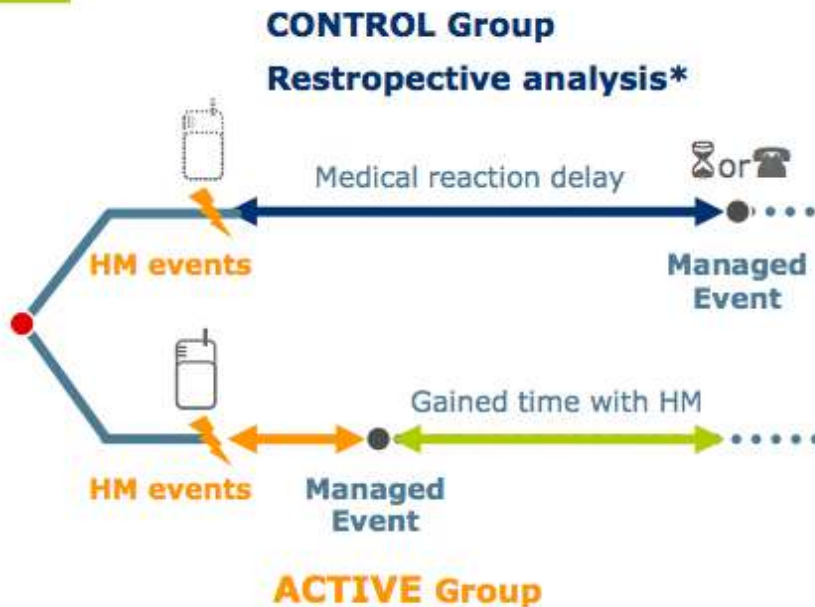 CONTROL Group
Restropective analysis*
Medical reaction delay
or
HM events
Managed
Event
Gained time with HM
HM events
Managed
Event
ACTIVE Group